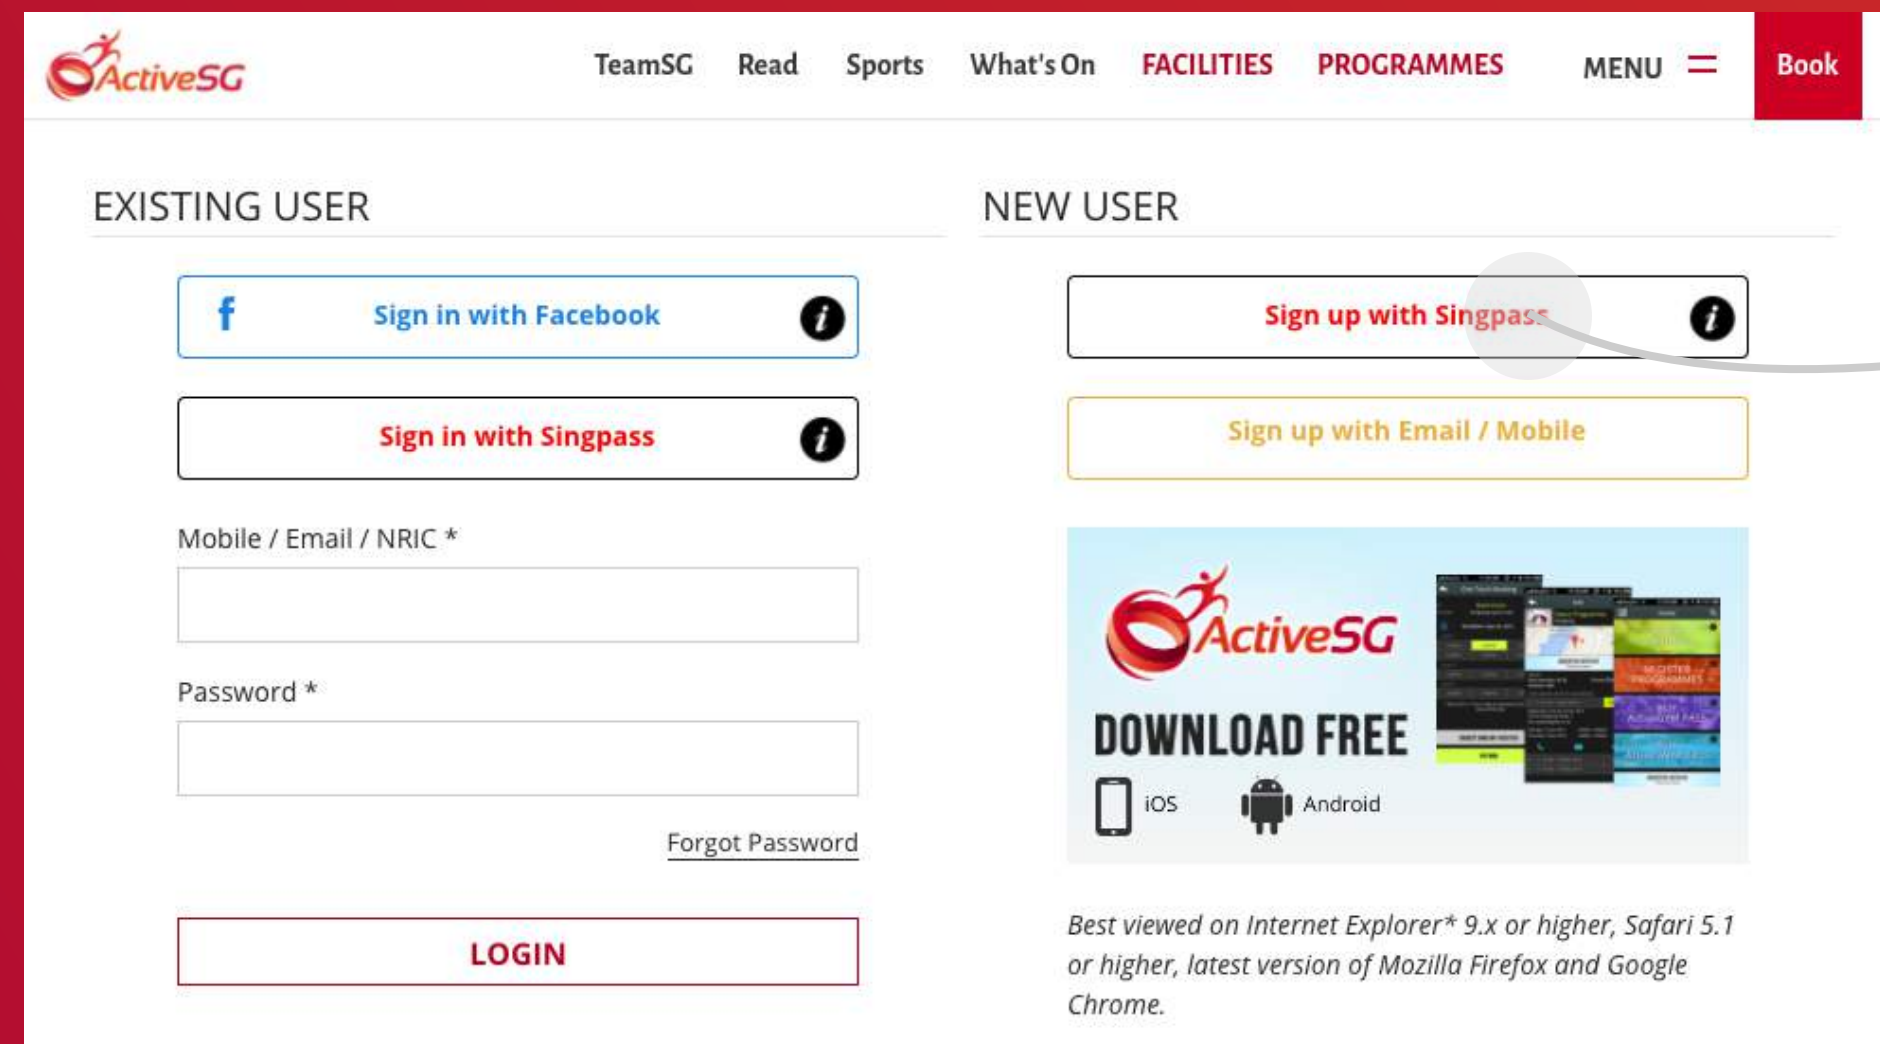 ActiveSG
TeamSG Read Sports What's On FACILITIES PROGRAMMES MENU Book
EXISTING USER
Sign in with Facebook
Sign in with Singpass
Mobile / Email / NRIC *
Password *
Forgot Password
LOGIN
NEW USER
Sign up with Singpass
Sign up with Email / Mobile
ActiveSG
DOWNLOAD FREE
iOS Android
REGISTER
PROGRAMMES
Best viewed on Internet Explorer* 9.x or higher, Safari 5.1
or higher, latest version of Mozilla Firefox and Google
Chrome.